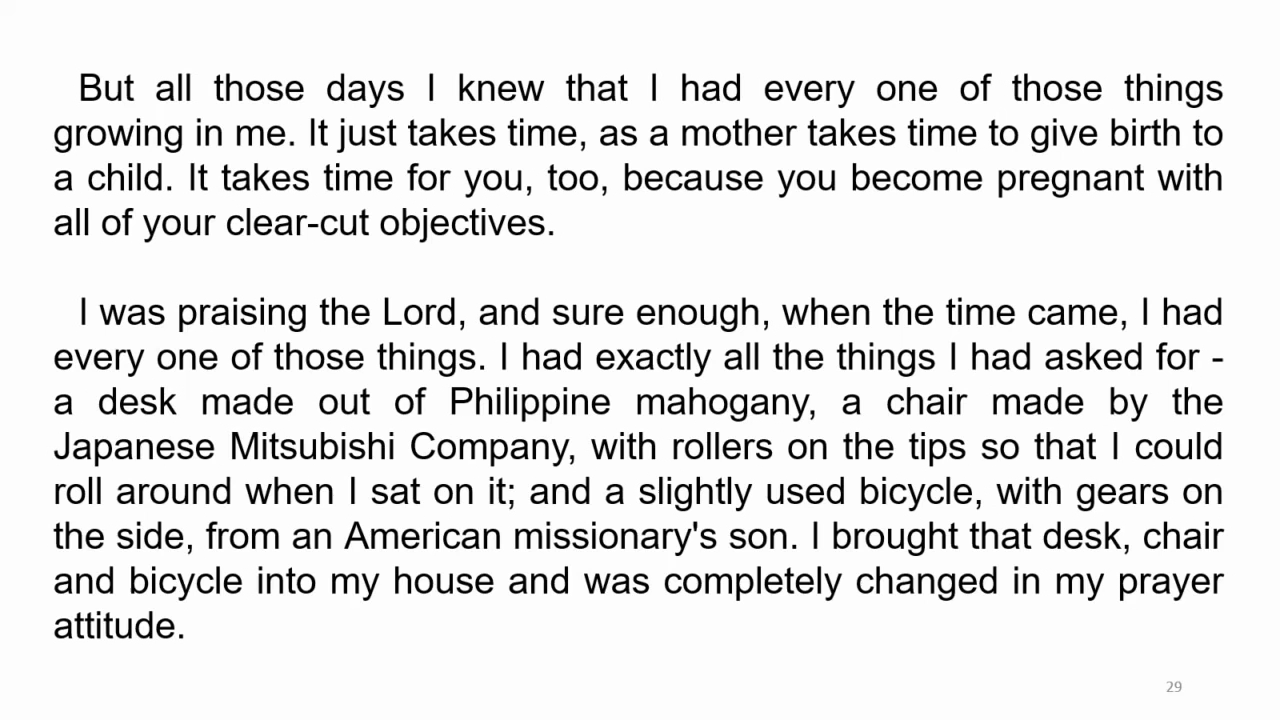 But all those days I knew that I had every one of those things
growing in me. It just takes time, as a mother takes time to give birth to
a child. It takes time for you, too, because you become pregnant with
all of your clear-cut objectives.
I was praising the Lord, and sure enough, when the time came, I had
every one of those things. I had exactly all the things I had asked for -
a desk made out of Philippine mahogany, a chair made by the
Japanese Mitsubishi Company, with rollers on the tips so that I could
roll around when I sat on it; and a slightly used bicycle, with gears on
the side, from an American missionary's son. I brought that desk, chair
and bicycle into my house and was completely changed in my prayer
attitude.
29